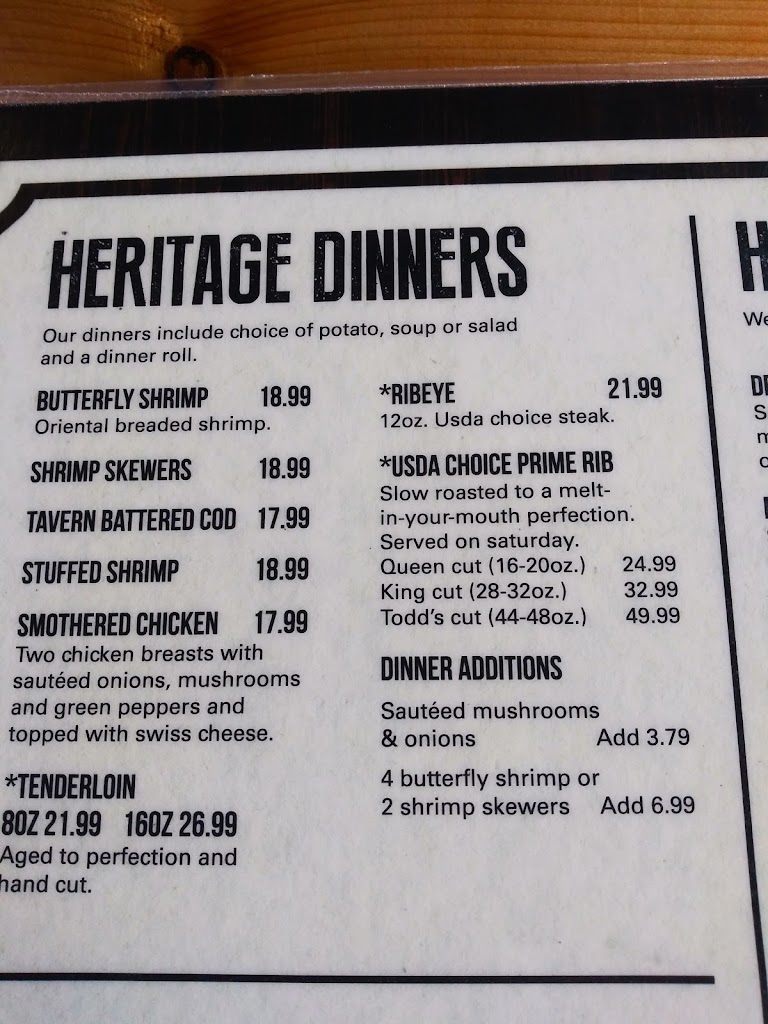 HERITAGE DINNERS
Our dinners include choice of potato, soup or salad
and a dinner roll.
BUTTERFLY SHRIMP 18.99
Oriental breaded shrimp.
SHRIMP SKEWERS 18.99
TAVERN BATTERED COD 17.99
STUFFED SHRIMP 18.99
SMOTHERED CHICKEN 17.99
Two chicken breasts with
sautéed onions, mushrooms
and green peppers and
topped with swiss cheese.
*TENDERLOIN
8OZ 21.99 16OZ 26.99
Aged to perfection and
hand cut.
*RIBEYE 21.99
12oz. Usda choice steak.
*USDA CHOICE PRIME RIB
Slow roasted to a melt-
in-your-mouth perfection.
Served on saturday.
Queen cut (16-20oz.) 24.99
King cut (28-32oz.) 32.99
Todd's cut (44-48oz.) 49.99
DINNER ADDITIONS
Sautéed mushrooms
& onions Add 3.79
4 butterfly shrimp or
2 shrimp skewers Add 6.99